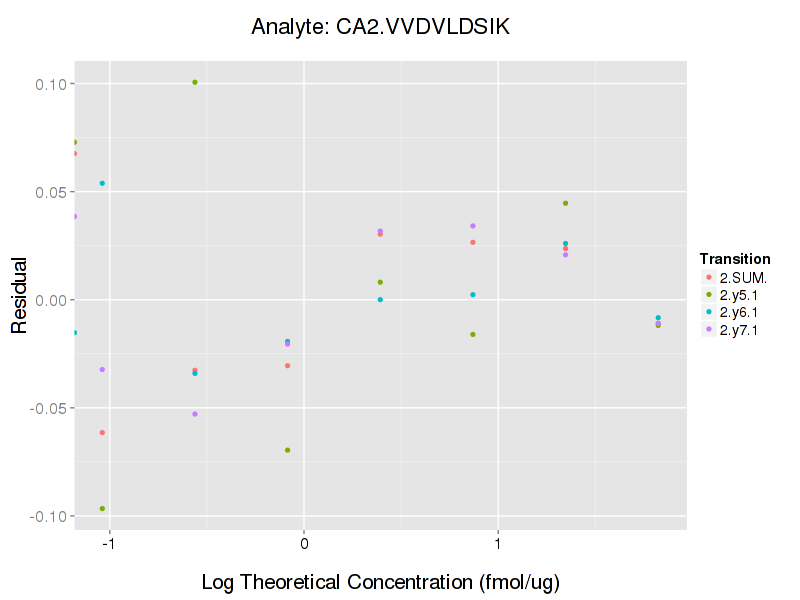 Analyte: CA2.VVDVLDSIK
0.10
0.05
0.00
-0.05
-0.10
Residual
-1 0 1
Log Theoretical Concentration (fmol/ug)
Transition
2.SUM.
2.y5.1
2.y6.1
2.y7.1